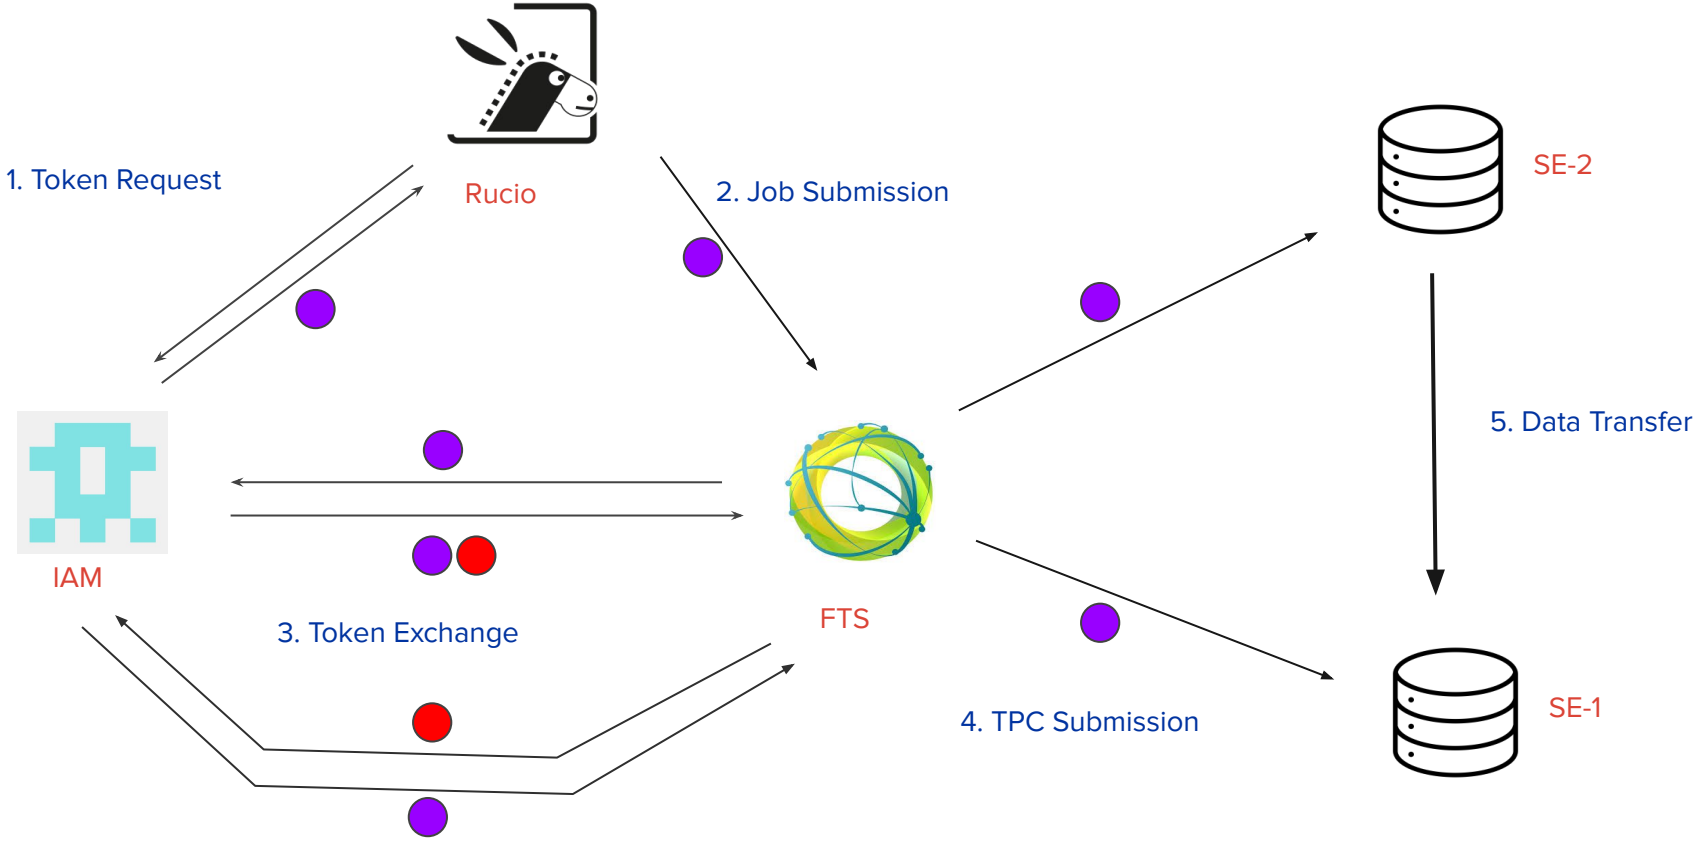 1. Token Request
Rucio
2. Job Submission
SE-2
5. Data Transfer
IAM
3. Token Exchange
FTS
4. TPC Submission
SE-1